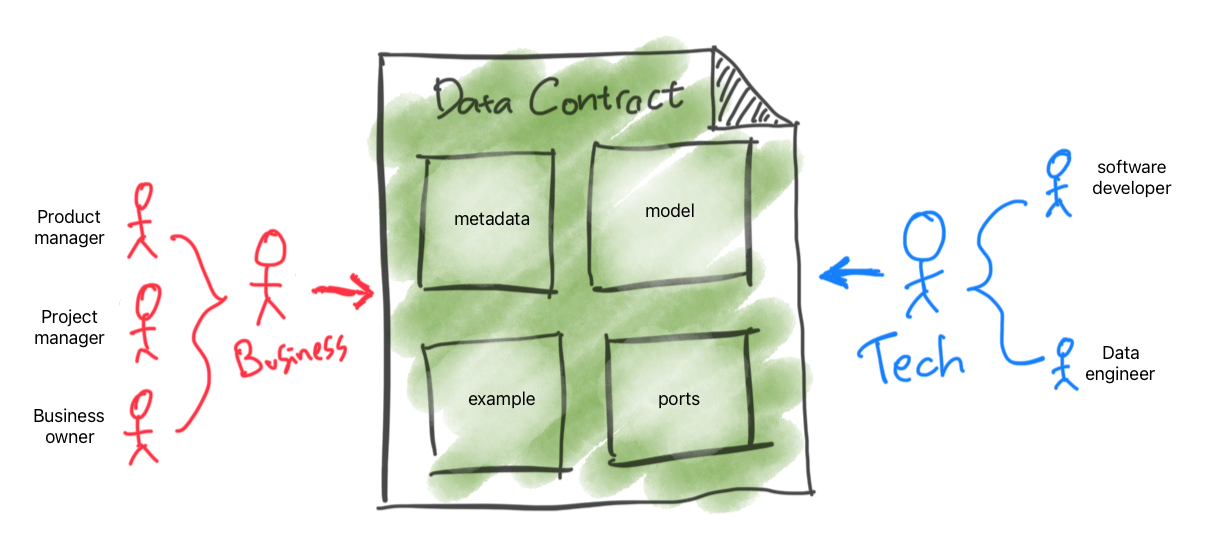 Data Contract
metadata
model
example
ports
Product
manager
Project
manager
Business
owner
Business
Tech
software
developer
Data
engineer